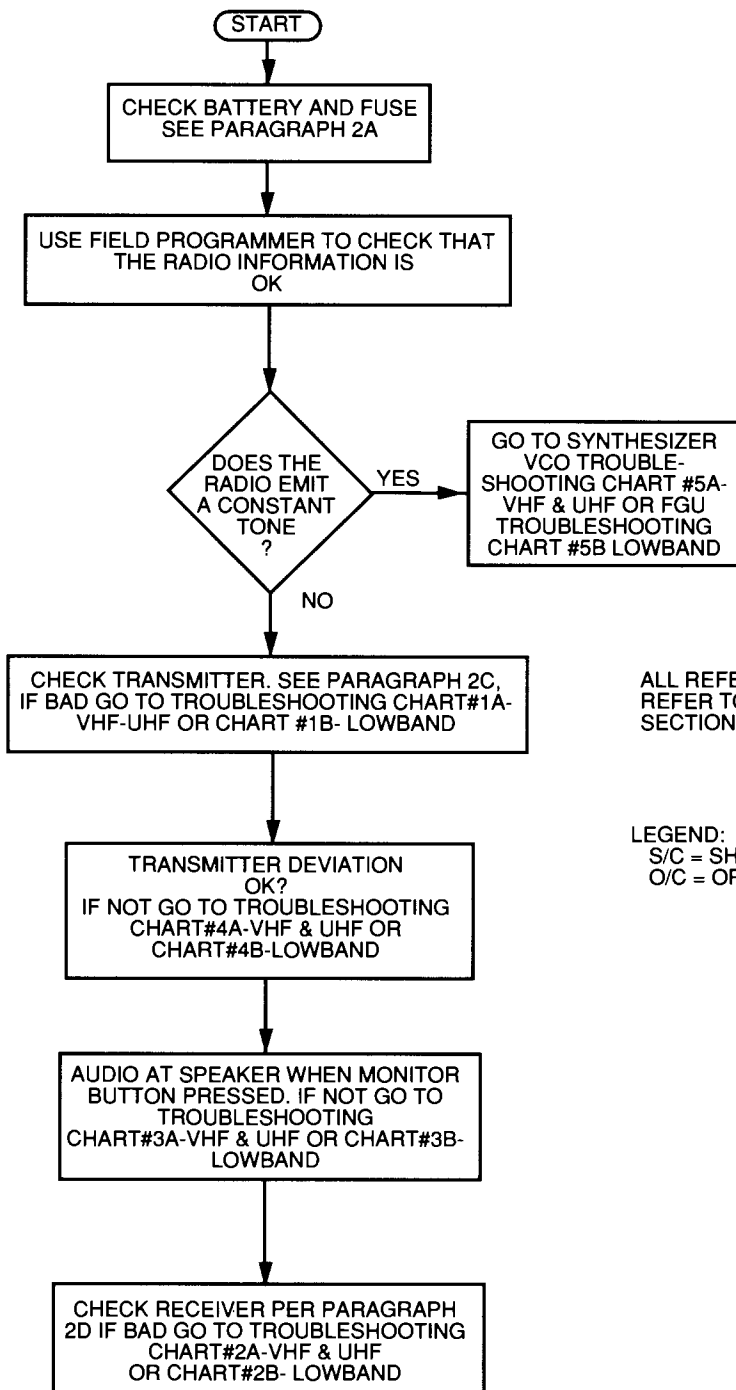 START
CHECK BATTERY AND FUSE
SEE PARAGRAPH 2A
USE FIELD PROGRAMMER TO CHECK THAT
THE RADIO INFORMATION IS
OK
DOES THE
RADIO EMIT
A CONSTANT
TONE
?
YES
GO TO SYNTHESIZER
VCO TROUBLE-
SHOOTING CHART #5A-
VHF & UHF OR FGU
TROUBLESHOOTING
CHART #5B LOWBAND
NO
CHECK TRANSMITTER. SEE PARAGRAPH 2C,
IF BAD GO TO TROUBLESHOOTING CHART#1A-
VHF-UHF OR CHART #1B- LOWBAND
ALL REFE
REFER TO
SECTION
TRANSMITTER DEVIATION
OK?
IF NOT GO TO TROUBLESHOOTING
CHART#4A-VHF & UHF OR
CHART#4B-LOWBAND
LEGEND:
S/C = SH
O/C = OP
AUDIO AT SPEAKER WHEN MONITOR
BUTTON PRESSED. IF NOT GO TO
TROUBLESHOOTING
CHART#3A-VHF & UHF OR CHART#3B-
LOWBAND
CHECK RECEIVER PER PARAGRAPH
2D IF BAD GO TO TROUBLESHOOTING
CHART#2A-VHF & UHF
OR CHART#2B- LOWBAND